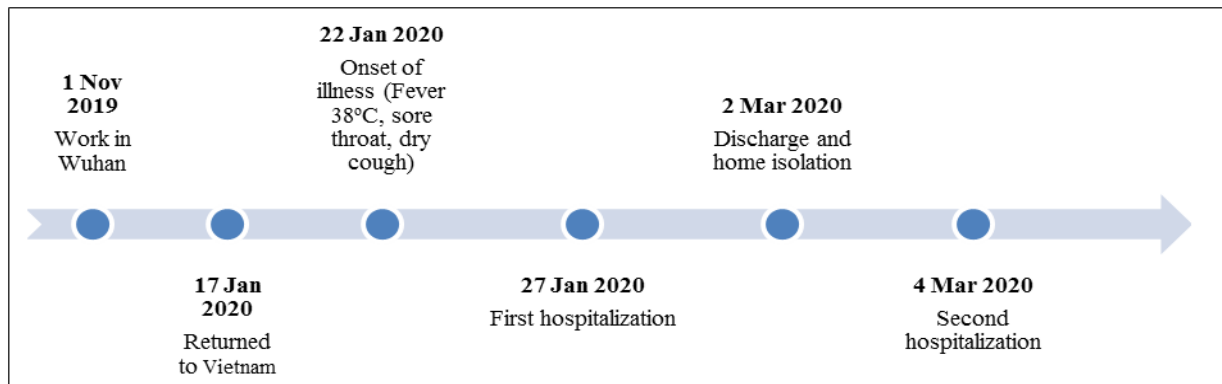 1 Nov
2019
Work in
Wuhan
17 Jan
2020
Returned
to Vietnam
22 Jan 2020
Onset of
illness (Fever
38°C, sore
throat, dry
cough)
27 Jan 2020
First hospitalization
2 Mar 2020
Discharge and
home isolation
4 Mar 2020
Second
hospitalization